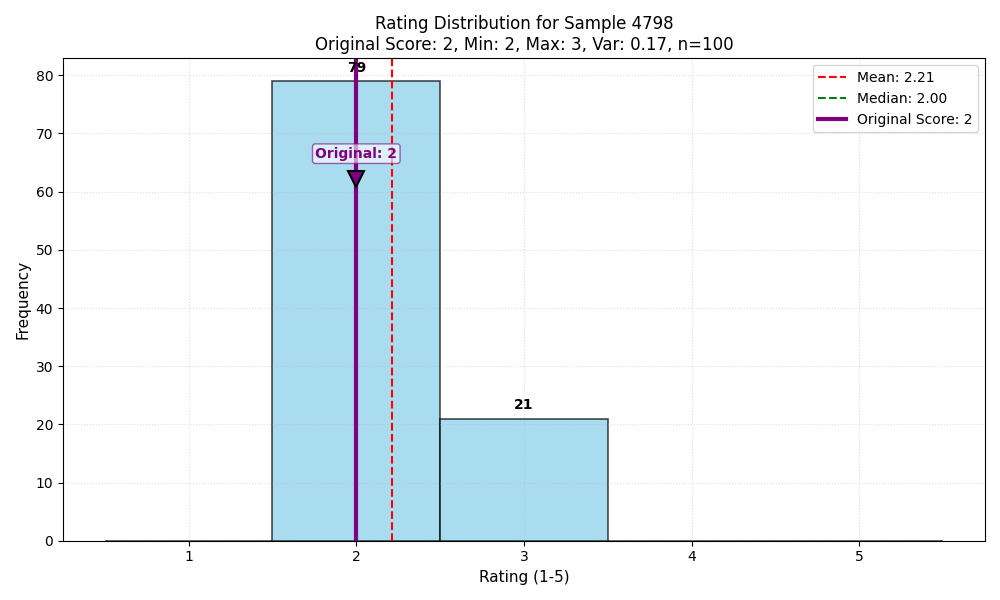 Rating Distribution for Sample 4798
Original Score: 2, Min: 2, Max: 3, Var: 0.17, n=100
Mean: 2.21
Median: 2.00
Original Score: 2
79
Original: 2
21
Frequency
80
70
60
50
40
30
20
10
0
1 2 3 4 5
Rating (1-5)